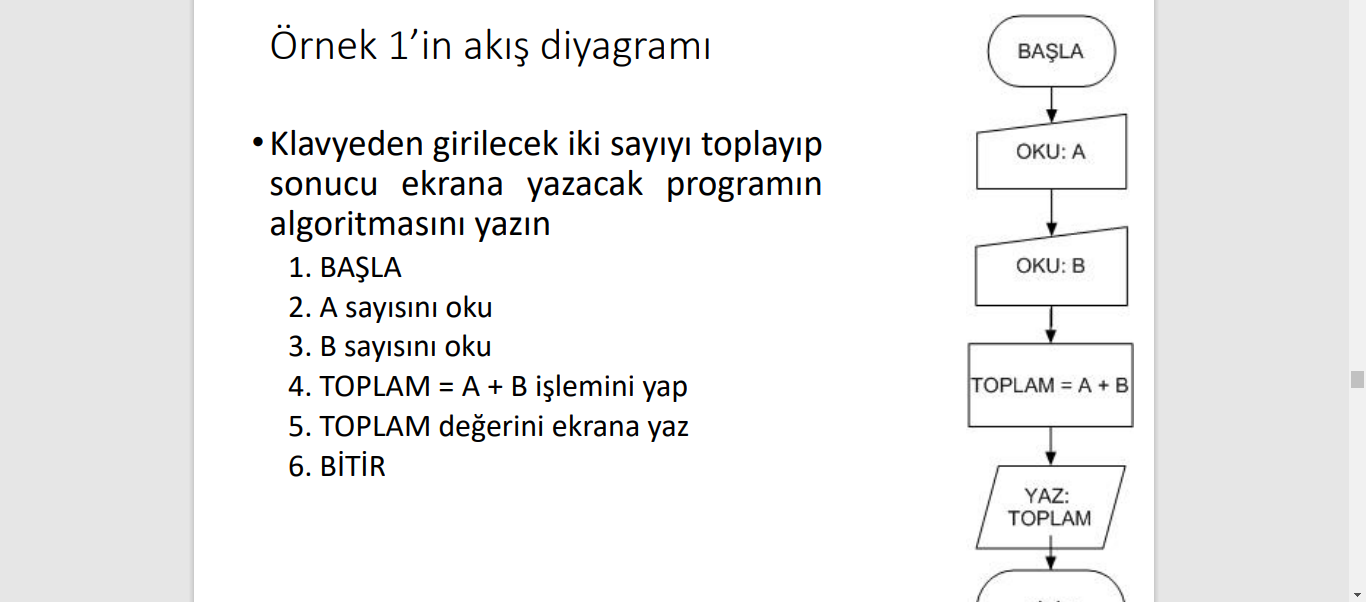 Örnek 1’in akış diyagramı
• Klavyeden girilecek iki sayıyı toplayıp
sonucu ekrana yazacak programın
algoritmasını yazın
1. BAŞLA
2. A sayısını oku
3. B sayısını oku
4. TOPLAM = A + B işlemini yap
5. TOPLAM değerini ekrana yaz
6. BİTİR
BAŞLA
OKU: A
OKU: B
TOPLAM = A + B
YAZ:
TOPLAM